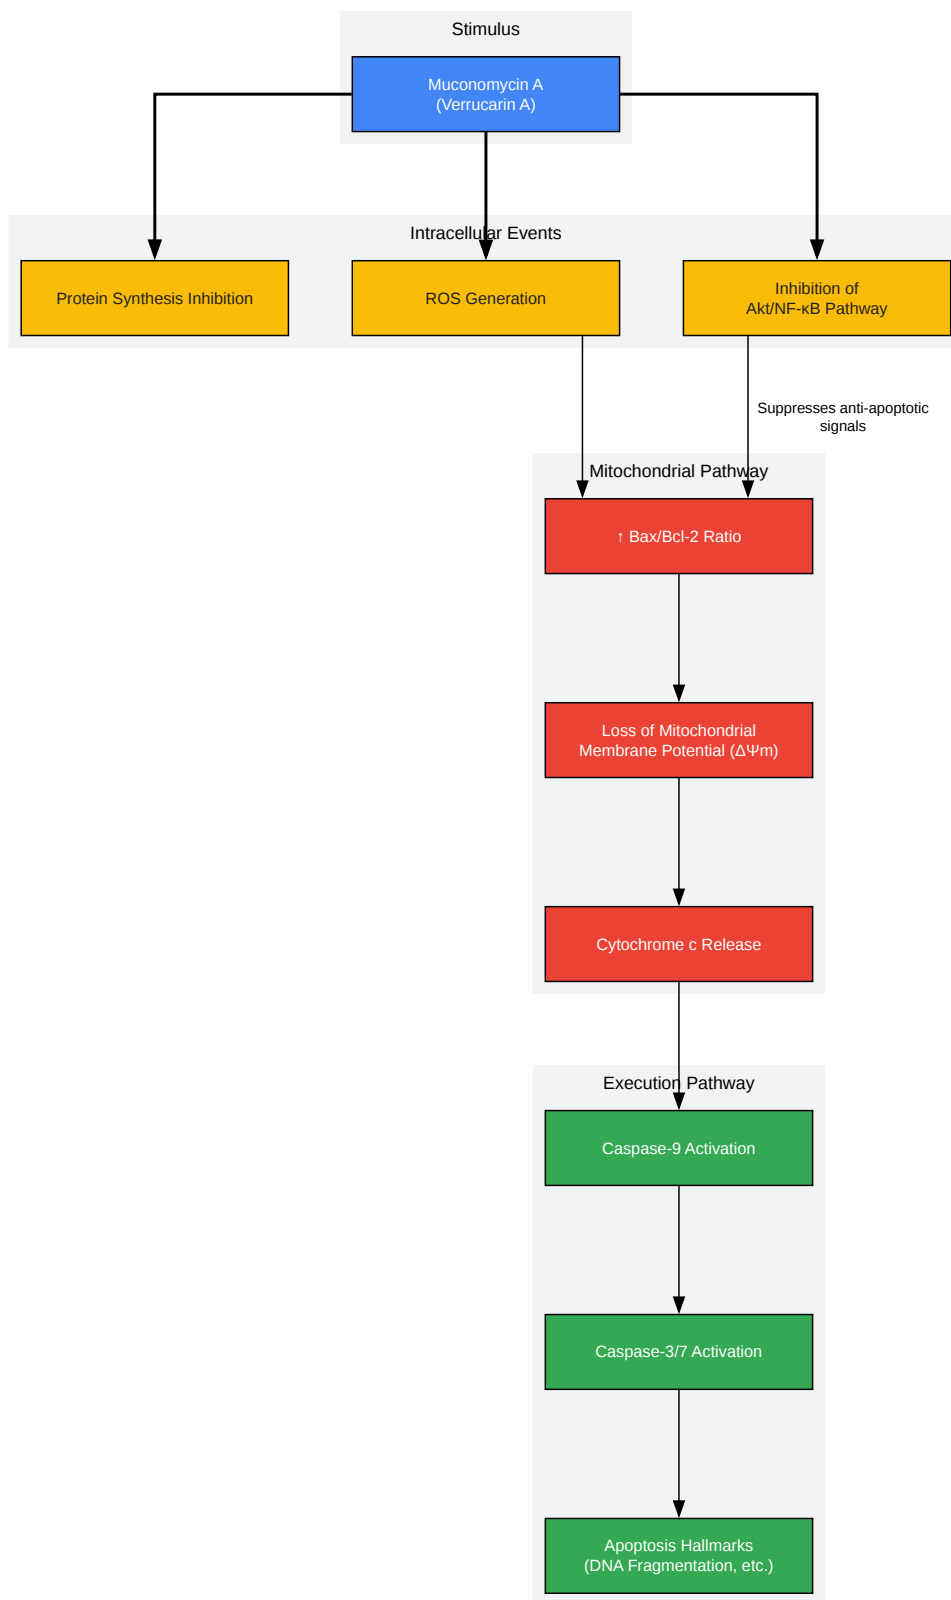 Stimulus
Muconomycin A
(Verrucarin A)
Intracellular Events
Protein Synthesis Inhibition
ROS Generation
Inhibition of
Akt/NF-κB Pathway
Suppresses anti-apoptotic
signals
Mitochondrial Pathway
↑ Bax/Bcl-2 Ratio
Loss of Mitochondrial
Membrane Potential (ΔΨm)
Cytochrome c Release
Execution Pathway
Caspase-9 Activation
Caspase-3/7 Activation
Apoptosis Hallmarks
(DNA Fragmentation, etc.)